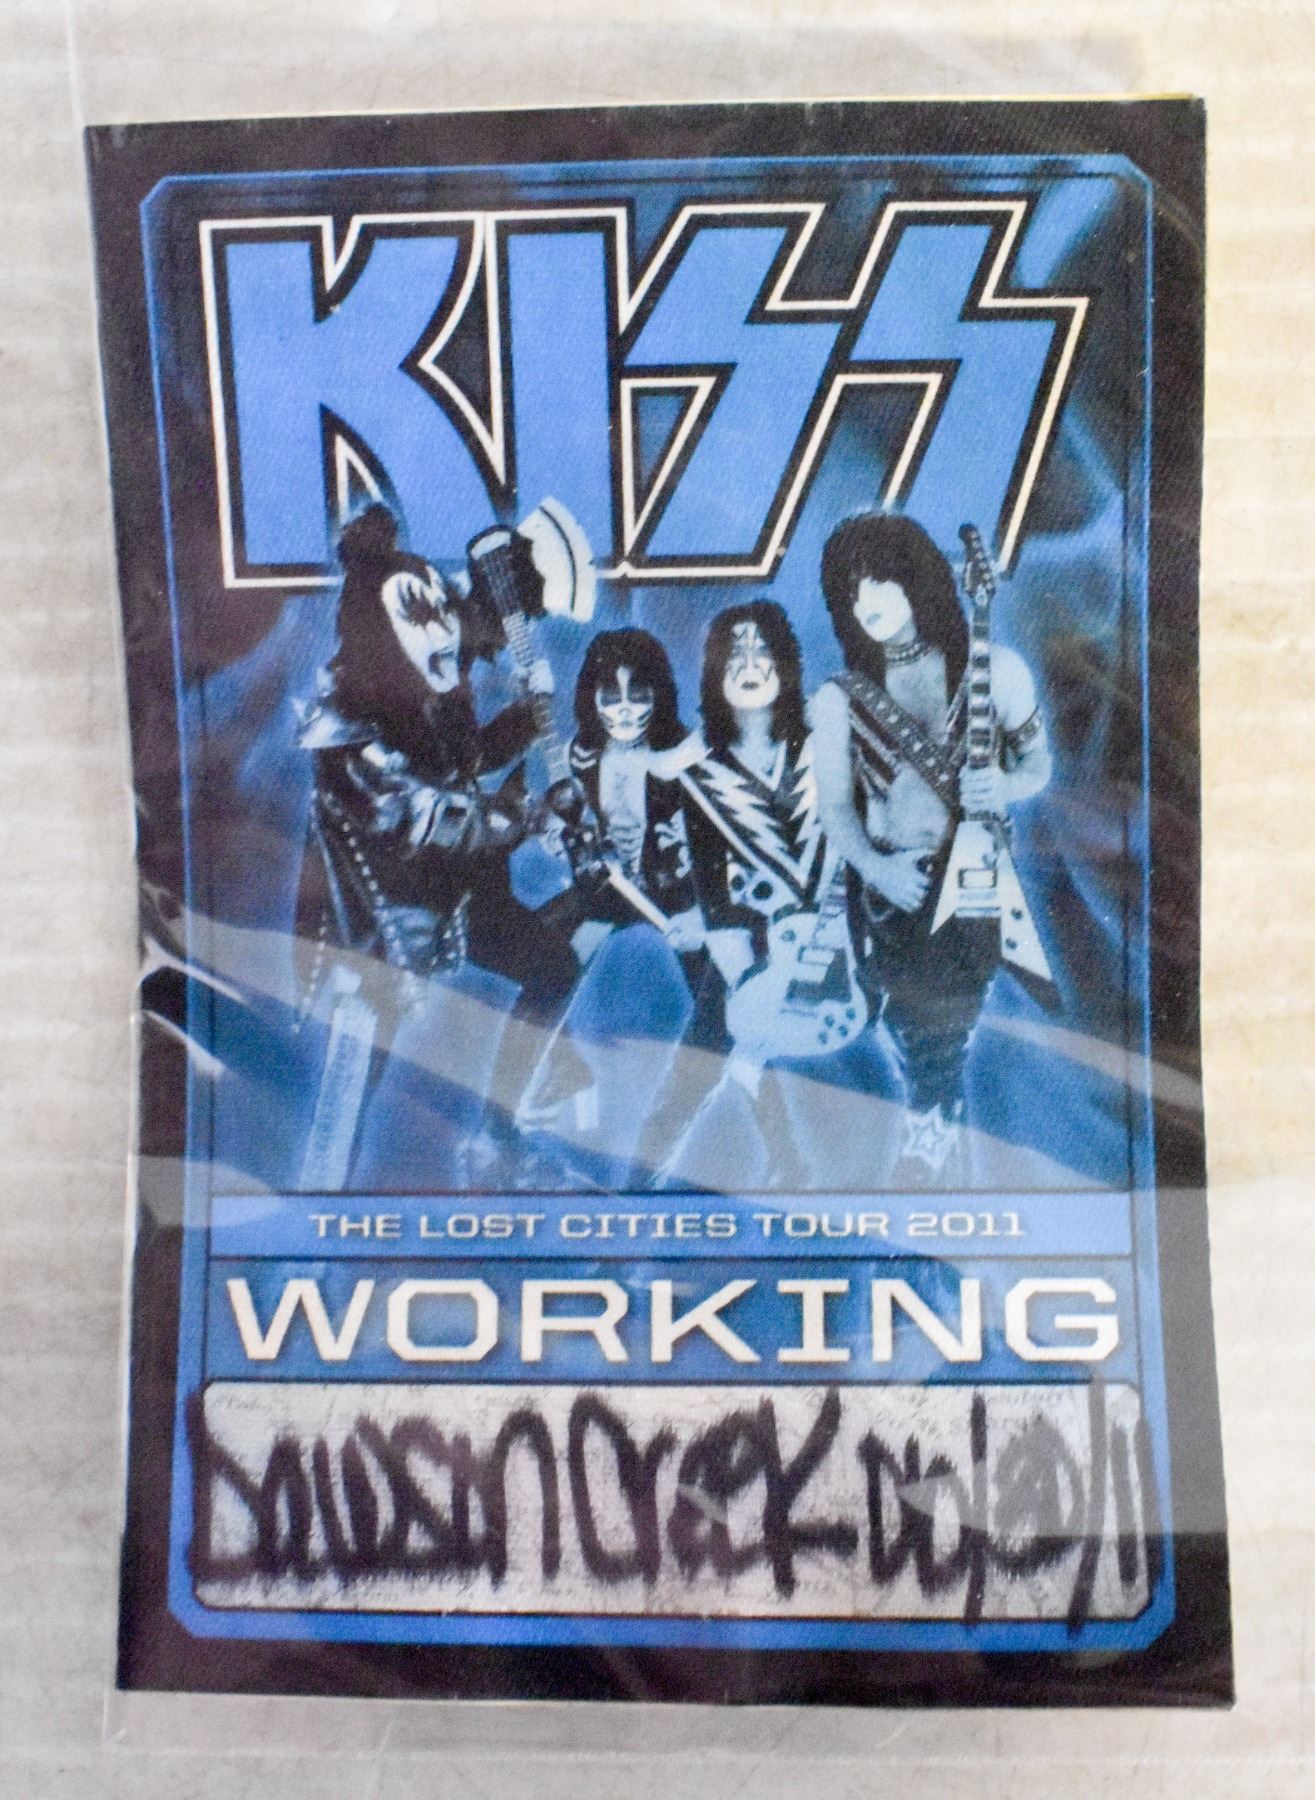 KISS
THE LOST CITIES TOUR 2011
WORKING
Dawson Creek